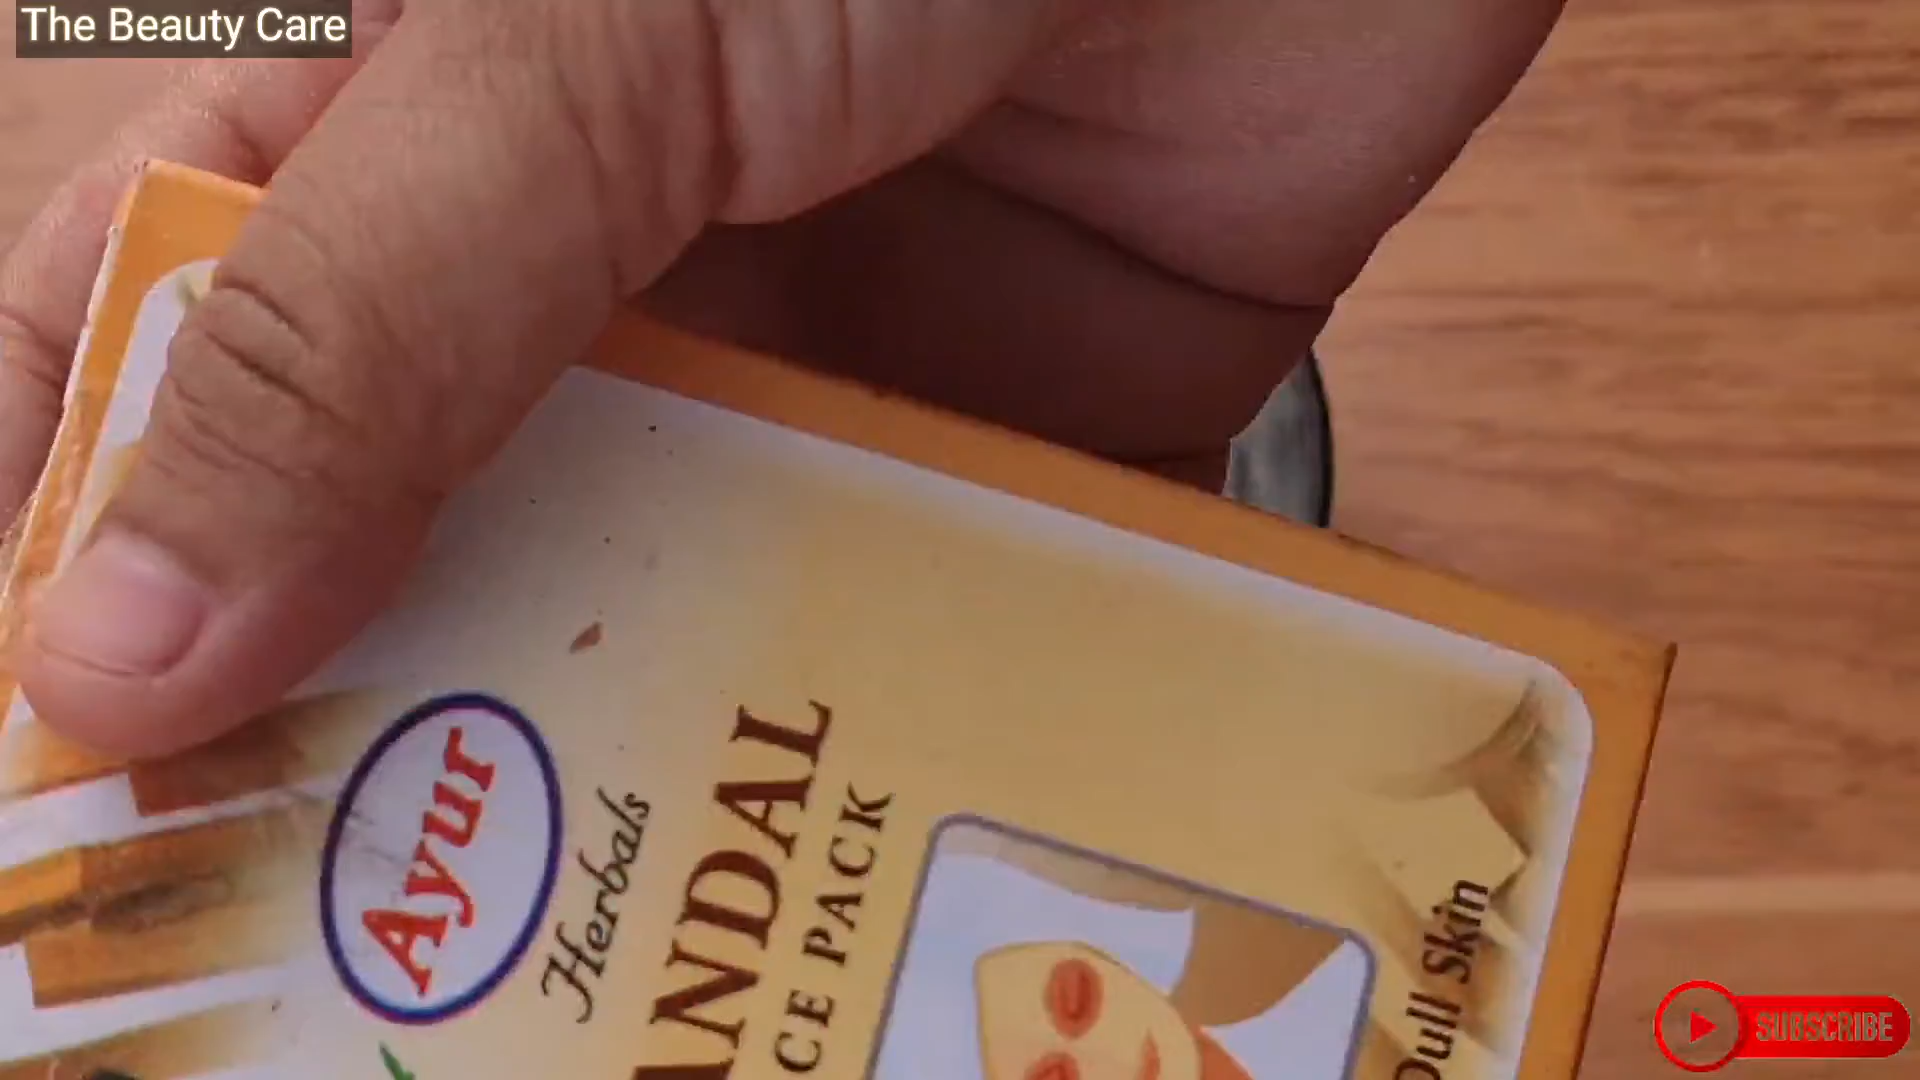 The Beauty Care
Ayur
Herbals
ANDAL
CE PACK
Dull Skin
SUBSCRIBE